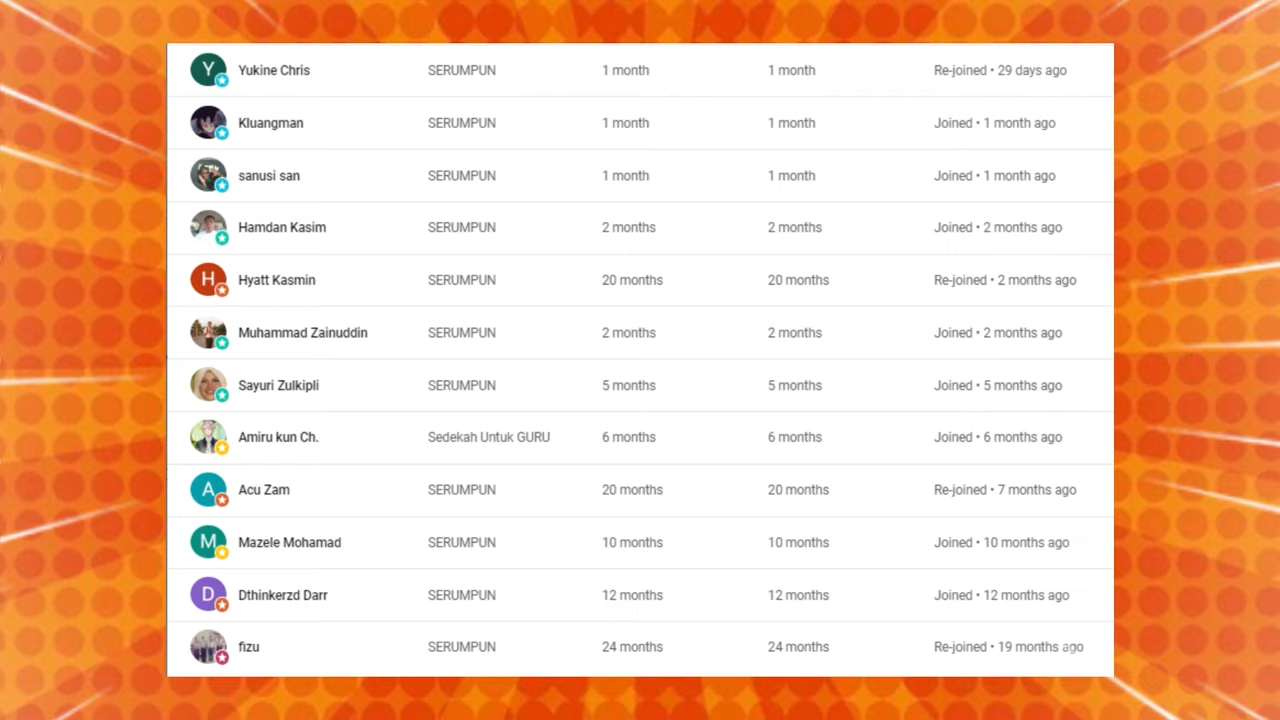 Y Yukine Chris SERUMPUN 1 month 1 month Re-joined • 29 days ago
Kluangman SERUMPUN 1 month 1 month Joined • 1 month ago
sanusi san SERUMPUN 1 month 1 month Joined • 1 month ago
Hamdan Kasim SERUMPUN 2 months 2 months Joined • 2 months ago
H Hyatt Kasmin SERUMPUN 20 months 20 months Re-joined • 2 months ago
Muhammad Zainuddin SERUMPUN 2 months 2 months Joined • 2 months ago
Sayuri Zulkipli SERUMPUN 5 months 5 months Joined • 5 months ago
Amiru kun Ch. Sedekah Untuk GURU 6 months 6 months Joined • 6 months ago
A Acu Zam SERUMPUN 20 months 20 months Re-joined • 7 months ago
M Mazele Mohamad SERUMPUN 10 months 10 months Joined • 10 months ago
D Dthinkerzd Darr SERUMPUN 12 months 12 months Joined • 12 months ago
fizu SERUMPUN 24 months 24 months Re-joined • 19 months ago